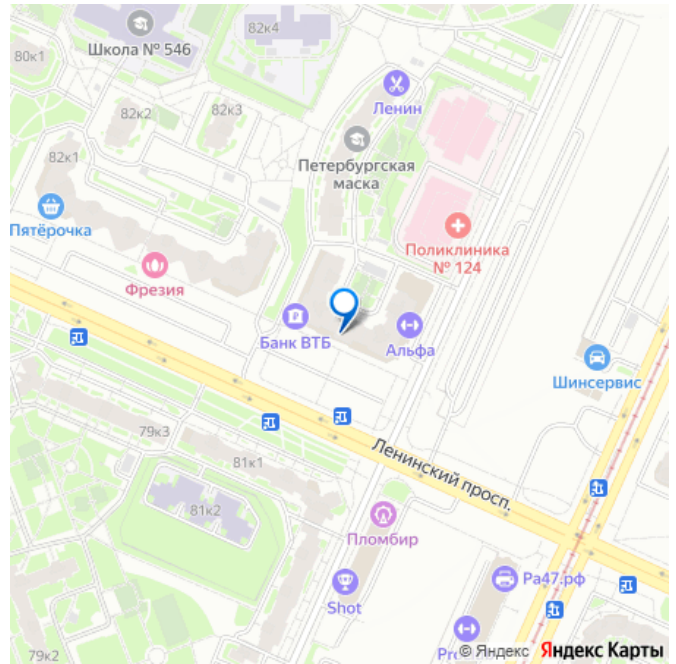 82к4
Школа № 546
80к1
Ленин
82к2
82к3
Петербургская
маска
82к1
Пятёрочка
Поликлиника
№ 124
Фрезия
Банк ВТБ
Альфа
Шинсервис
79к3
81к1
Ленинский просп.
81к2
Пломбир
Shot
Ра47.рф
79к2
© Яндекс Яндекс Карты